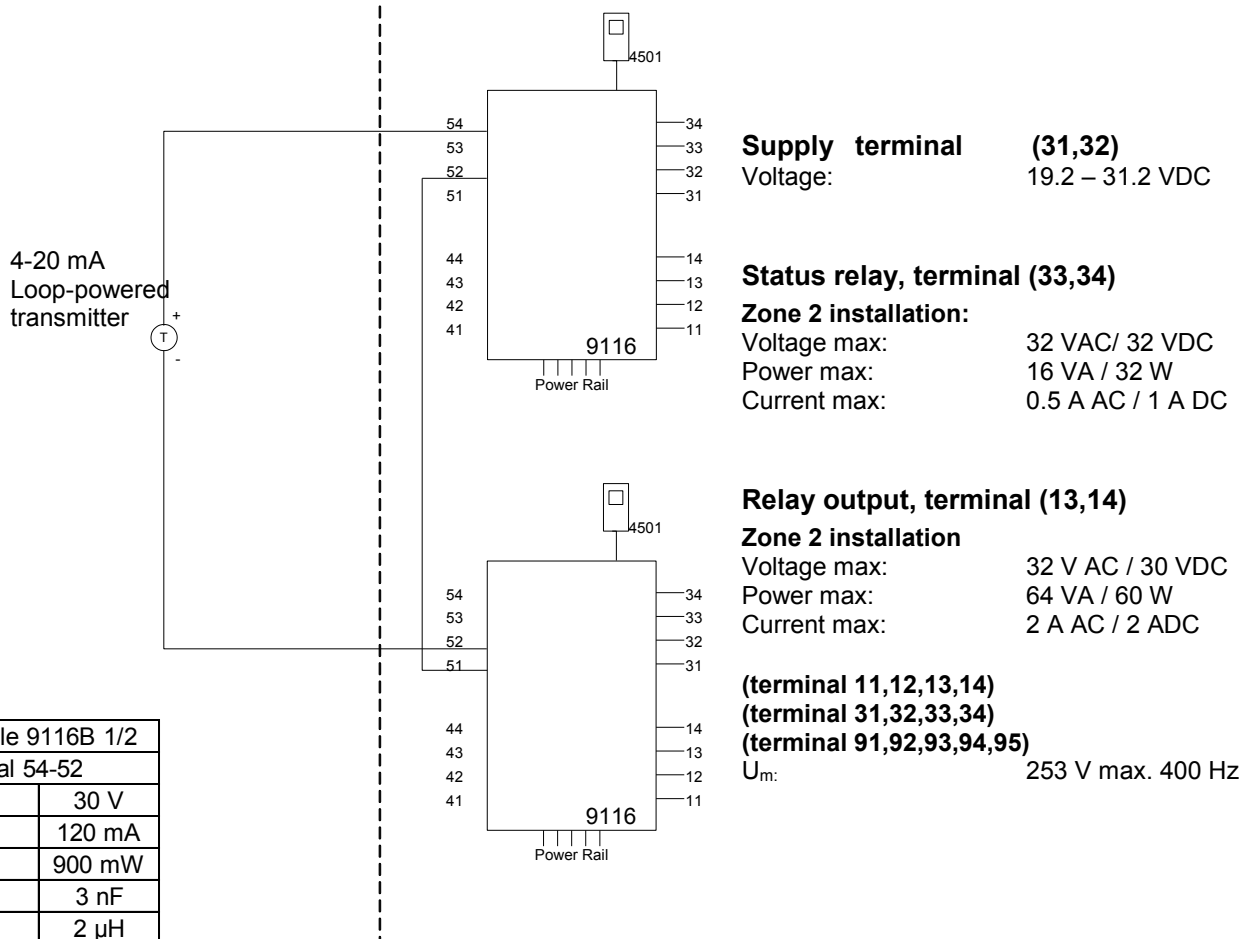 4501
54
53
52
51
44
43
42
41
34
33
32
31
14
13
12
11
9116
Power Rail
4-20 mA
Loop-powered
transmitter
+
T
-
4501
54
53
52
51
44
43
42
41
34
33
32
31
14
13
12
11
9116
Power Rail
Supply terminal (31,32)
Voltage: 19.2 – 31.2 VDC
Status relay, terminal (33,34)
Zone 2 installation:
Voltage max: 32 VAC/ 32 VDC
Power max: 16 VA / 32 W
Current max: 0.5 A AC / 1 A DC
Relay output, terminal (13,14)
Zone 2 installation
Voltage max: 32 V AC / 30 VDC
Power max: 64 VA / 60 W
Current max: 2 A AC / 2 ADC
(terminal 11,12,13,14)
(terminal 31,32,33,34)
(terminal 91,92,93,94,95)
Um: 253 V max. 400 Hz
le 9116B 1/2
al 54-52
30 V
120 mA
900 mW
3 nF
2 µH